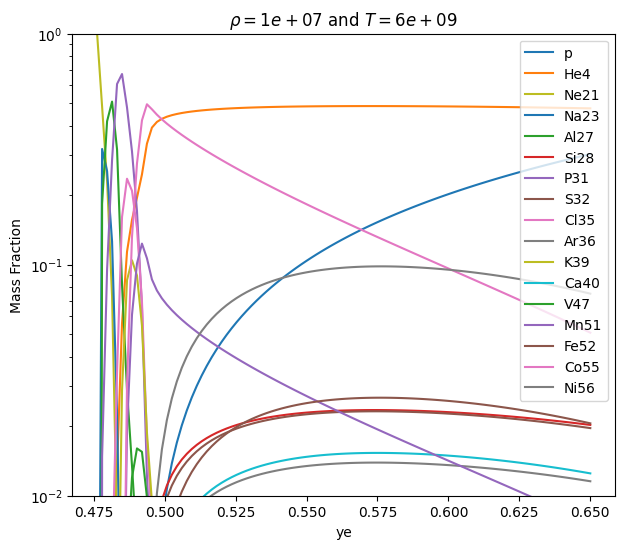 ρ = 1e + 07 and T = 6e + 09
10⁰
10⁻¹
10⁻²
Mass Fraction
0.475
0.500
0.525
0.550
0.575
0.600
0.625
0.650
ye
p
He4
Ne21
Na23
Al27
Si28
P31
S32
Cl35
Ar36
K39
Ca40
V47
Mn51
Fe52
Co55
Ni56